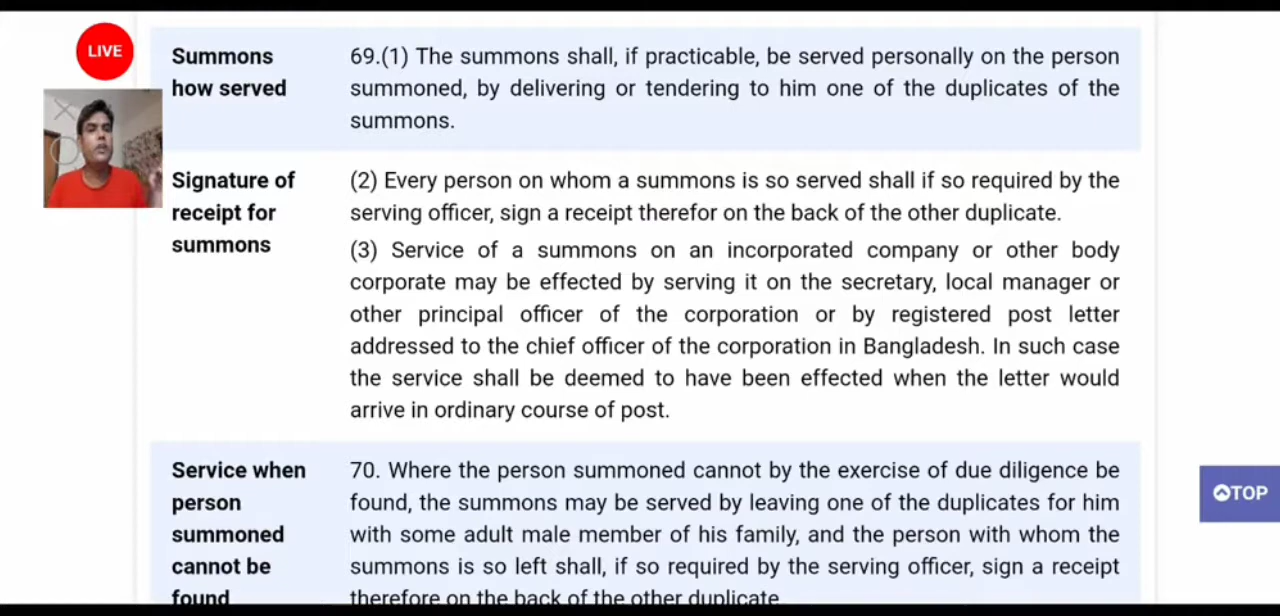 LIVE
Summons
how served
69.(1) The summons shall, if practicable, be served personally on the person
summoned, by delivering or tendering to him one of the duplicates of the
summons.
Signature of
receipt for
summons
(2) Every person on whom a summons is so served shall if so required by the
serving officer, sign a receipt therefor on the back of the other duplicate.
(3) Service of a summons on an incorporated company or other body
corporate may be effected by serving it on the secretary, local manager or
other principal officer of the corporation or by registered post letter
addressed to the chief officer of the corporation in Bangladesh. In such case
the service shall be deemed to have been effected when the letter would
arrive in ordinary course of post.
Service when
person
summoned
cannot be
found
70. Where the person summoned cannot by the exercise of due diligence be
found, the summons may be served by leaving one of the duplicates for him
with some adult male member of his family, and the person with whom the
summons is so left shall, if so required by the serving officer, sign a receipt
therefore on the back of the other duplicate.
TOP